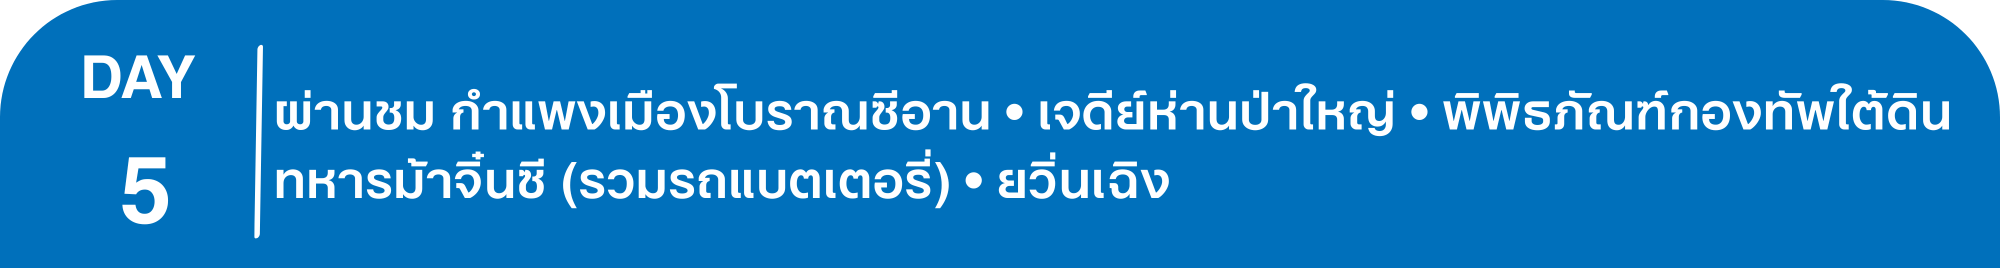 DAY
5
ผ่านชม กำแพงเมืองโบราณซีอาน • เจดีย์ห่านป่าใหญ่ • พิพิธภัณฑ์กองทัพใต้ดิน
ทหารม้าจิ๋นซี (รวมรถแบตเตอรี่) • ยวิ่นเฉิง